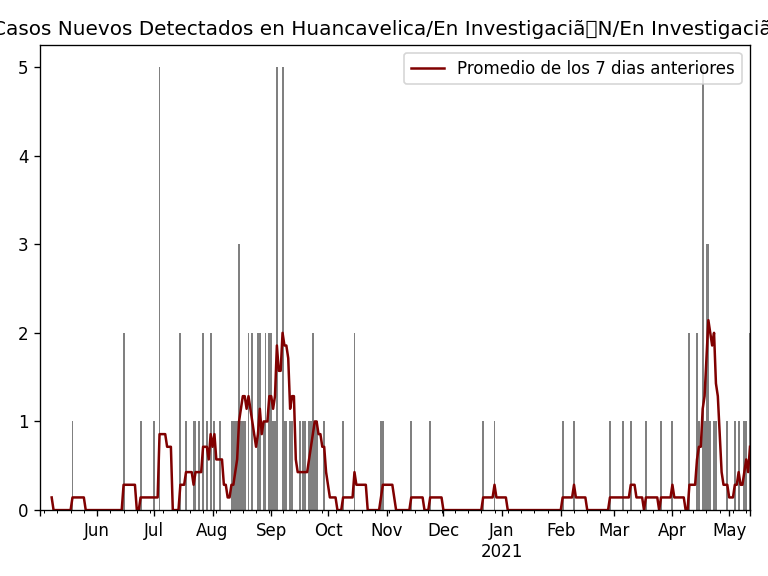 Casos Nuevos Detectados en Huancavelica/En Investigaciã▯N/En Investigaciã
Promedio de los 7 dias anteriores
5
4
3
2
1
0
Jun Jul Aug Sep Oct Nov Dec Jan Feb Mar Apr May
2021